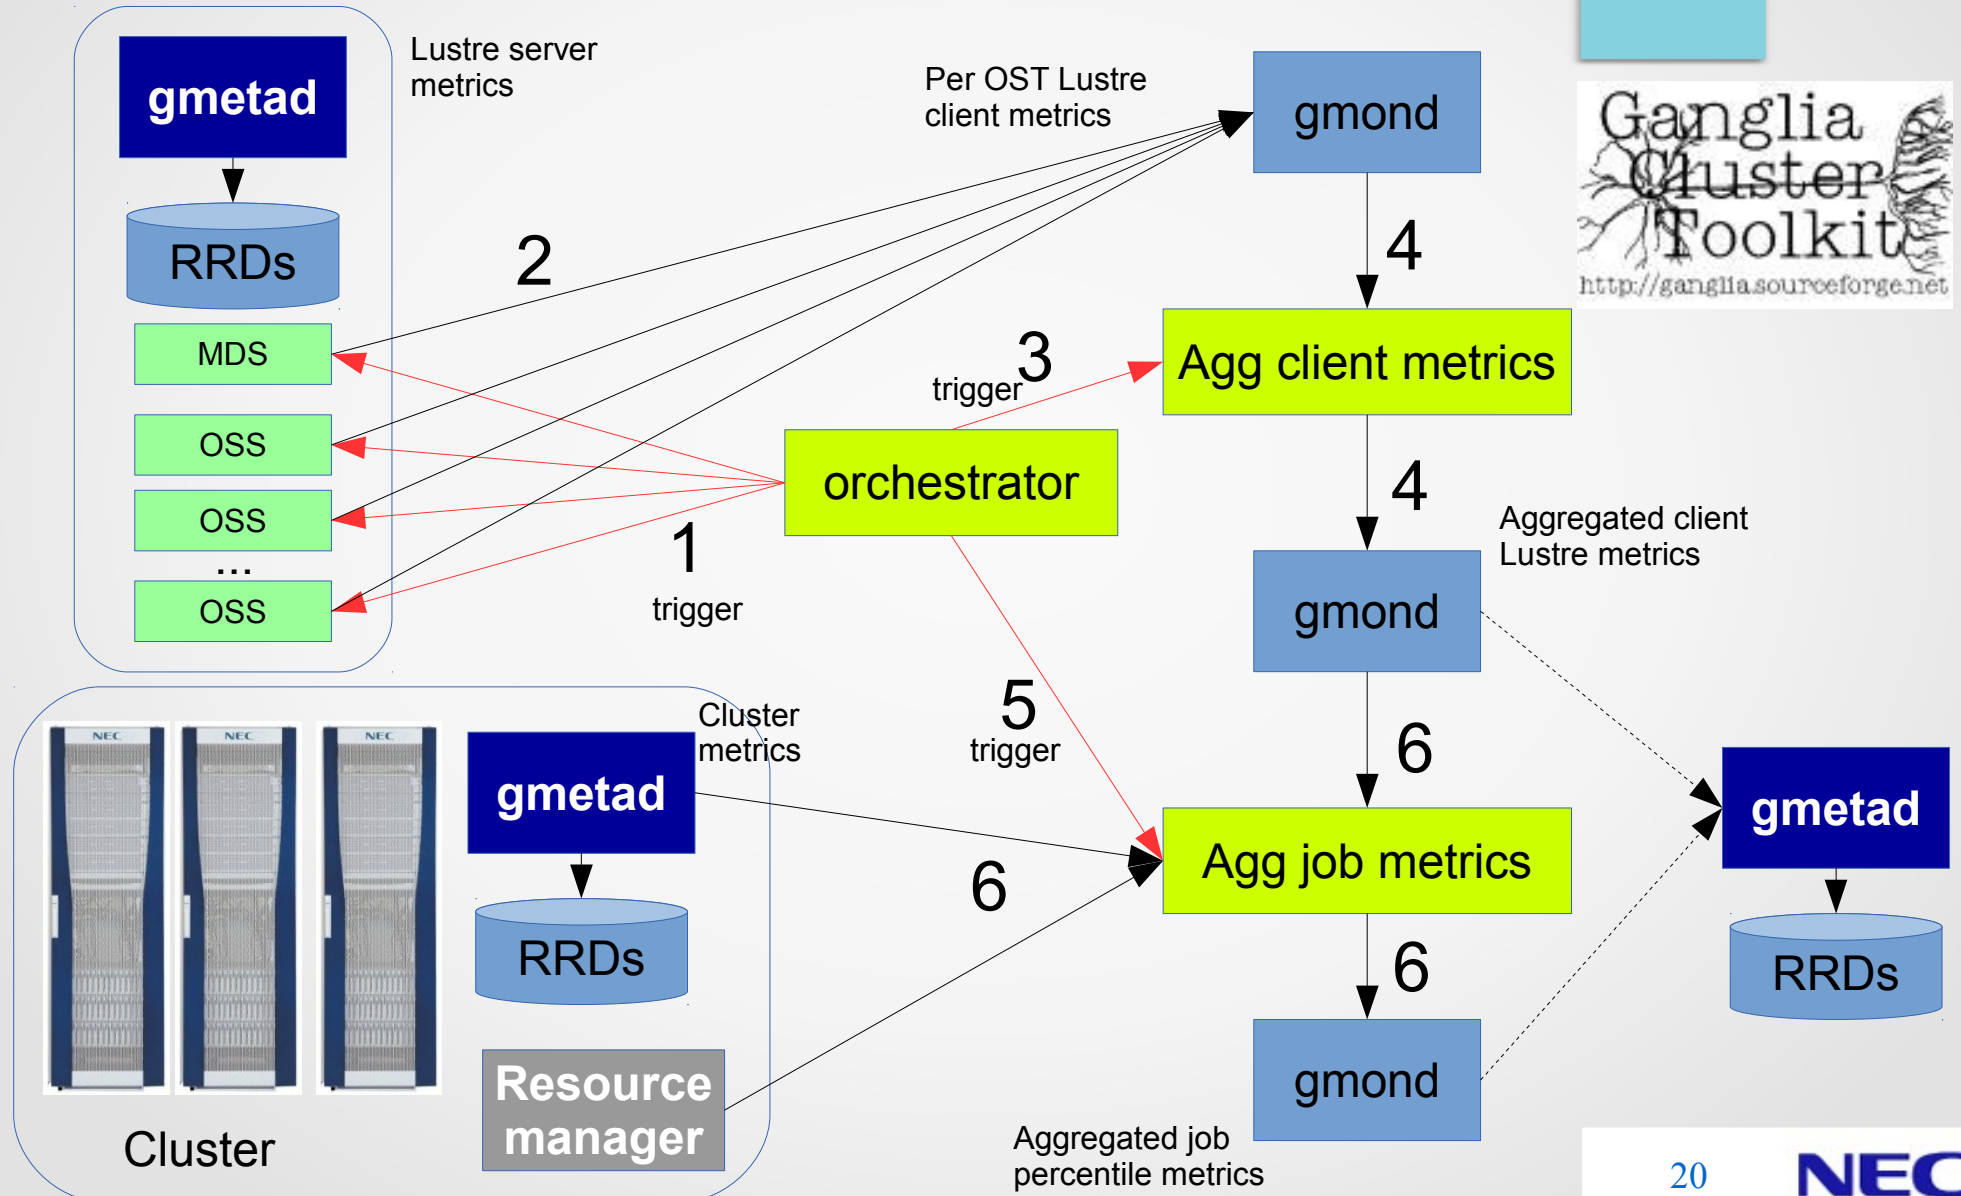 Lustre server
metrics
gmetad
RRDs
MDS
OSS
OSS
...
OSS
2
Per OST Lustre
client metrics
gmond
4
Ganglia
Cluster
Toolkit
http://ganglia.sourceforge.net
3
trigger
Agg client metrics
orchestrator
4
1
trigger
Aggregated client
Lustre metrics
gmond
5
trigger
6
Cluster
metrics
NEC
NEC
NEC
gmetad
RRDs
Resource
manager
Cluster
6
Agg job metrics
gmetad
RRDs
6
gmond
Aggregated job
percentile metrics
20
NEC